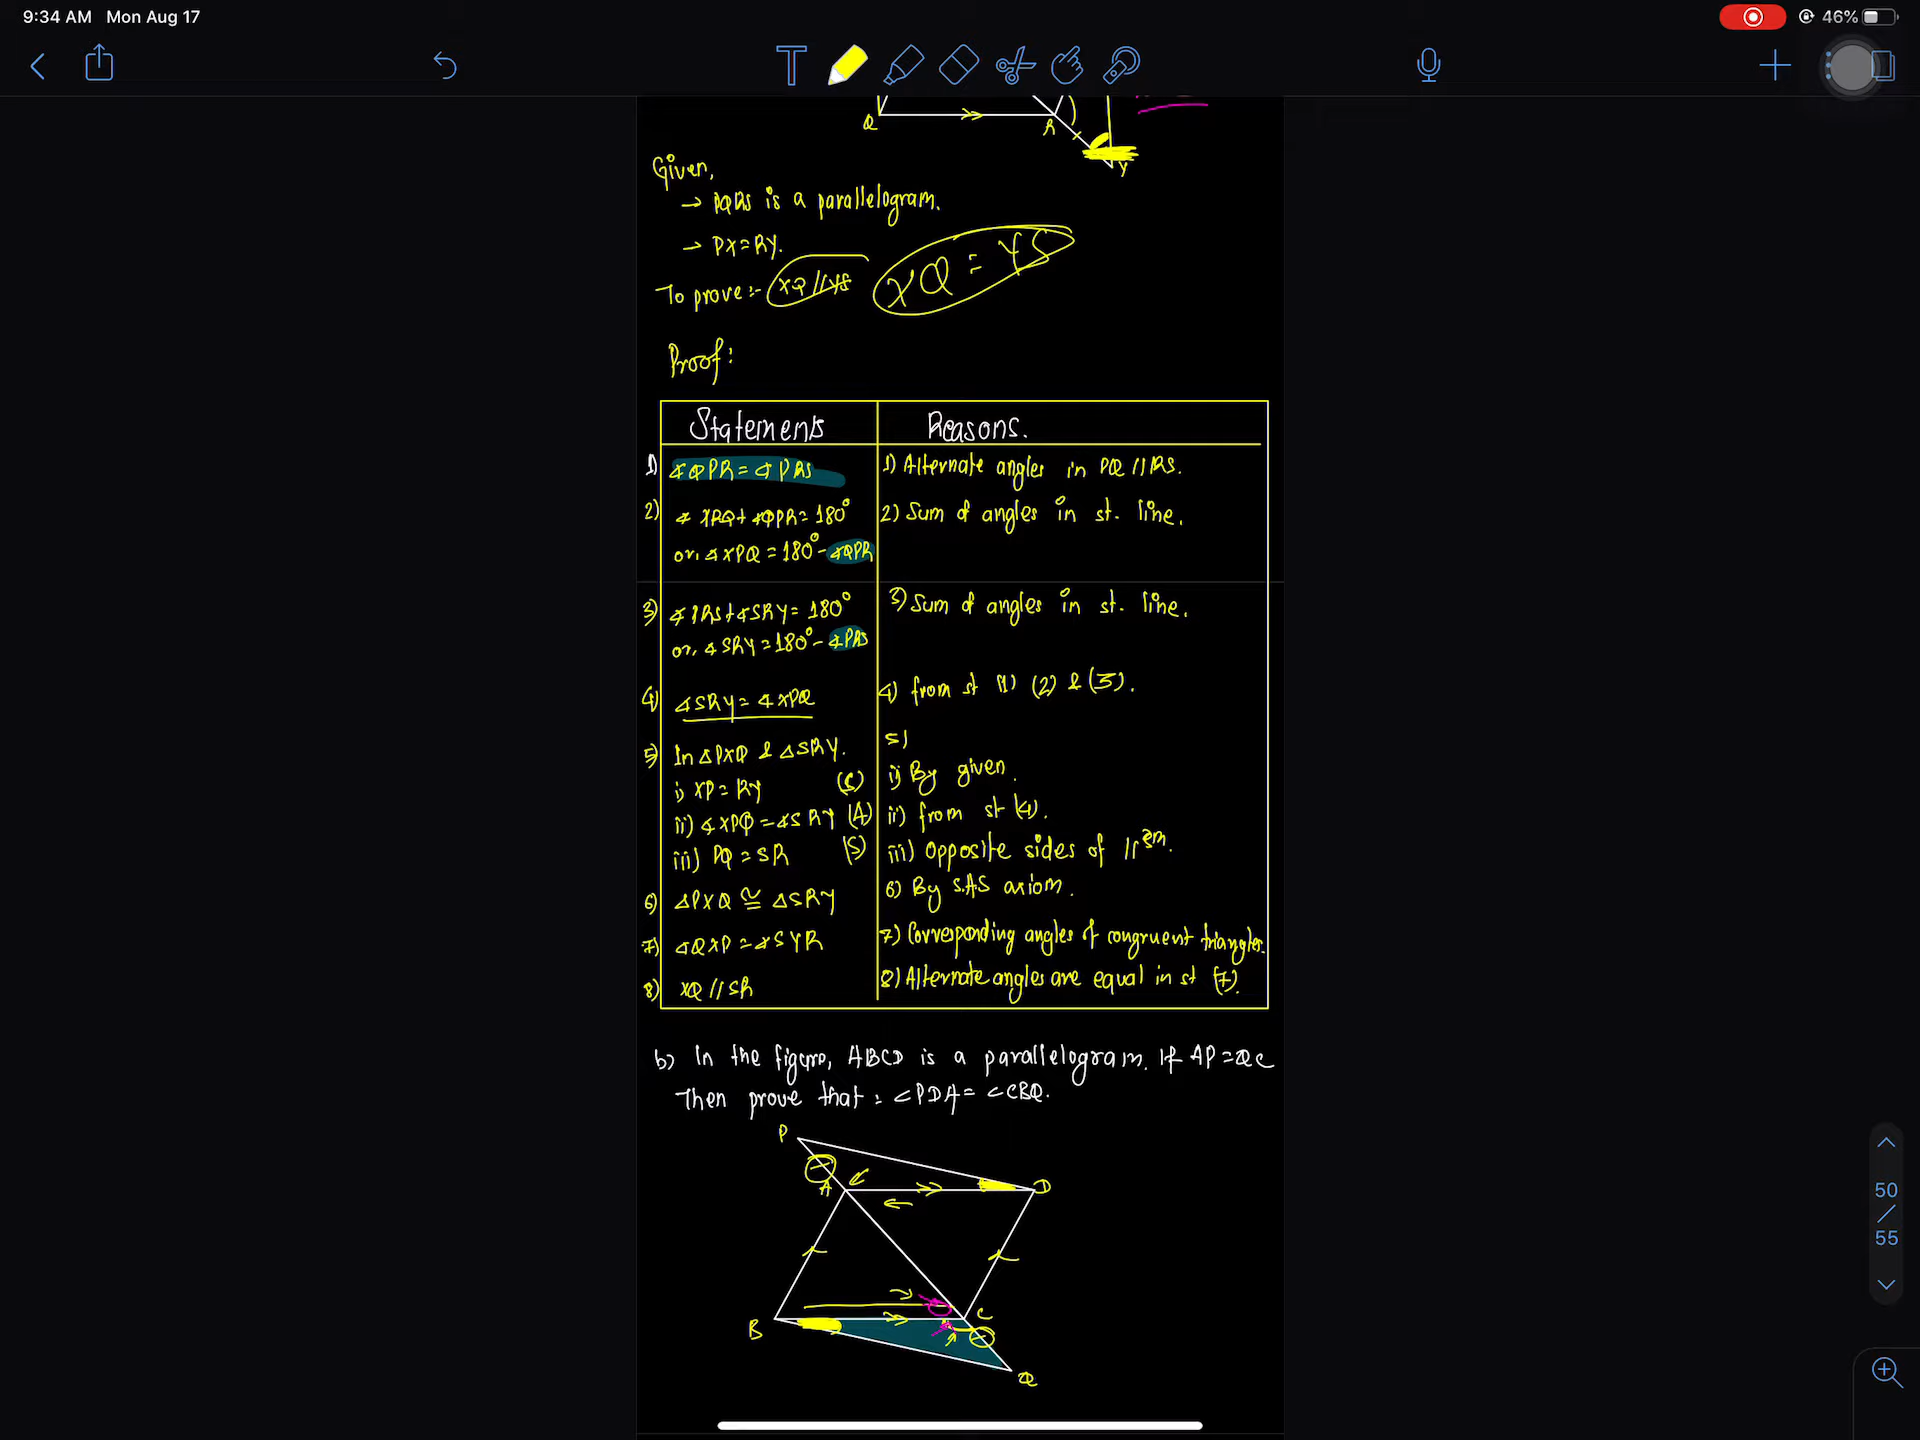 9:34 AM Mon Aug 17
46%
Q
R
Y
Given,
→ PQRS is a parallelogram.
→ PX=RY.
To prove :- XQ//YS
XQ = YS
Proof:
Statements Reasons.
1) ∡QPR = ∡PRS 1) Alternate angles in PQ//RS.
2) ∡XPQ+∡QPR=180° 2) Sum of angles in st. line.
or, ∡XPQ = 180°-∡QPR
3) ∡PRS+∡SRY=180° 3) Sum of angles in st. line.
or, ∡SRY=180°-∡PRS
4) ∡SRY=∡XPQ 4) from st (1) (2) & (3).
5) In △PXQ & △SRY. 5)
i) XP=RY (S) i) By given.
ii) ∡XPQ=∡SRY (A) ii) from st (4).
iii) PQ=SR (S) iii) Opposite sides of ||gm.
6) △PXQ ≅ △SRY 6) By S.A.S axiom.
7) ∡QXP=∡SYR 7) Corresponding angles of congruent triangles.
8) XQ//SR 8) Alternate angles are equal in st (7).
b) In the figure, ABCD is a parallelogram. If AP=QC
Then prove that: ∠PDA= ∠CBQ.
P
A
D
C
B
Q
50
/
55